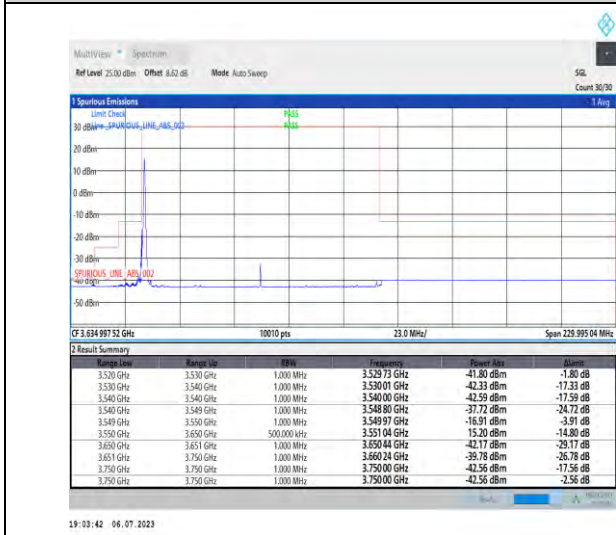 MultiView Spectrum
Ref Level 25.00 dBm Offset 8.62 dB Mode Auto Sweep SGL
Count 30/30
1 Spurious Emissions 1 Avg
Limit Check PASS
Line _SPURIOUS_LINE_ABS_002 PASS
30 dBm
20 dBm
10 dBm
0 dBm
-10 dBm
-20 dBm
-30 dBm
SPURIOUS_LINE_ABS_002
-40 dBm
-50 dBm
CF 3.634 997 52 GHz 10010 pts 23.0 MHz/ Span 229.995 04 MHz
2 Result Summary
Range Low Range Up RBW Frequency Power Abs ΔLimit
3.520 GHz 3.530 GHz 1.000 MHz 3.529 73 GHz -41.80 dBm -1.80 dB
3.530 GHz 3.540 GHz 1.000 MHz 3.530 01 GHz -42.33 dBm -17.33 dB
3.540 GHz 3.540 GHz 1.000 MHz 3.540 00 GHz -42.59 dBm -17.59 dB
3.540 GHz 3.549 GHz 1.000 MHz 3.548 80 GHz -37.72 dBm -24.72 dB
3.549 GHz 3.550 GHz 1.000 MHz 3.549 97 GHz -16.91 dBm -3.91 dB
3.550 GHz 3.650 GHz 500.000 kHz 3.551 04 GHz 15.20 dBm -14.80 dB
3.650 GHz 3.651 GHz 1.000 MHz 3.650 44 GHz -42.17 dBm -29.17 dB
3.651 GHz 3.750 GHz 1.000 MHz 3.660 24 GHz -39.78 dBm -26.78 dB
3.750 GHz 3.750 GHz 1.000 MHz 3.750 00 GHz -42.56 dBm -17.56 dB
3.750 GHz 3.750 GHz 1.000 MHz 3.750 00 GHz -42.56 dBm -2.56 dB
19:03:42 06.07.2023